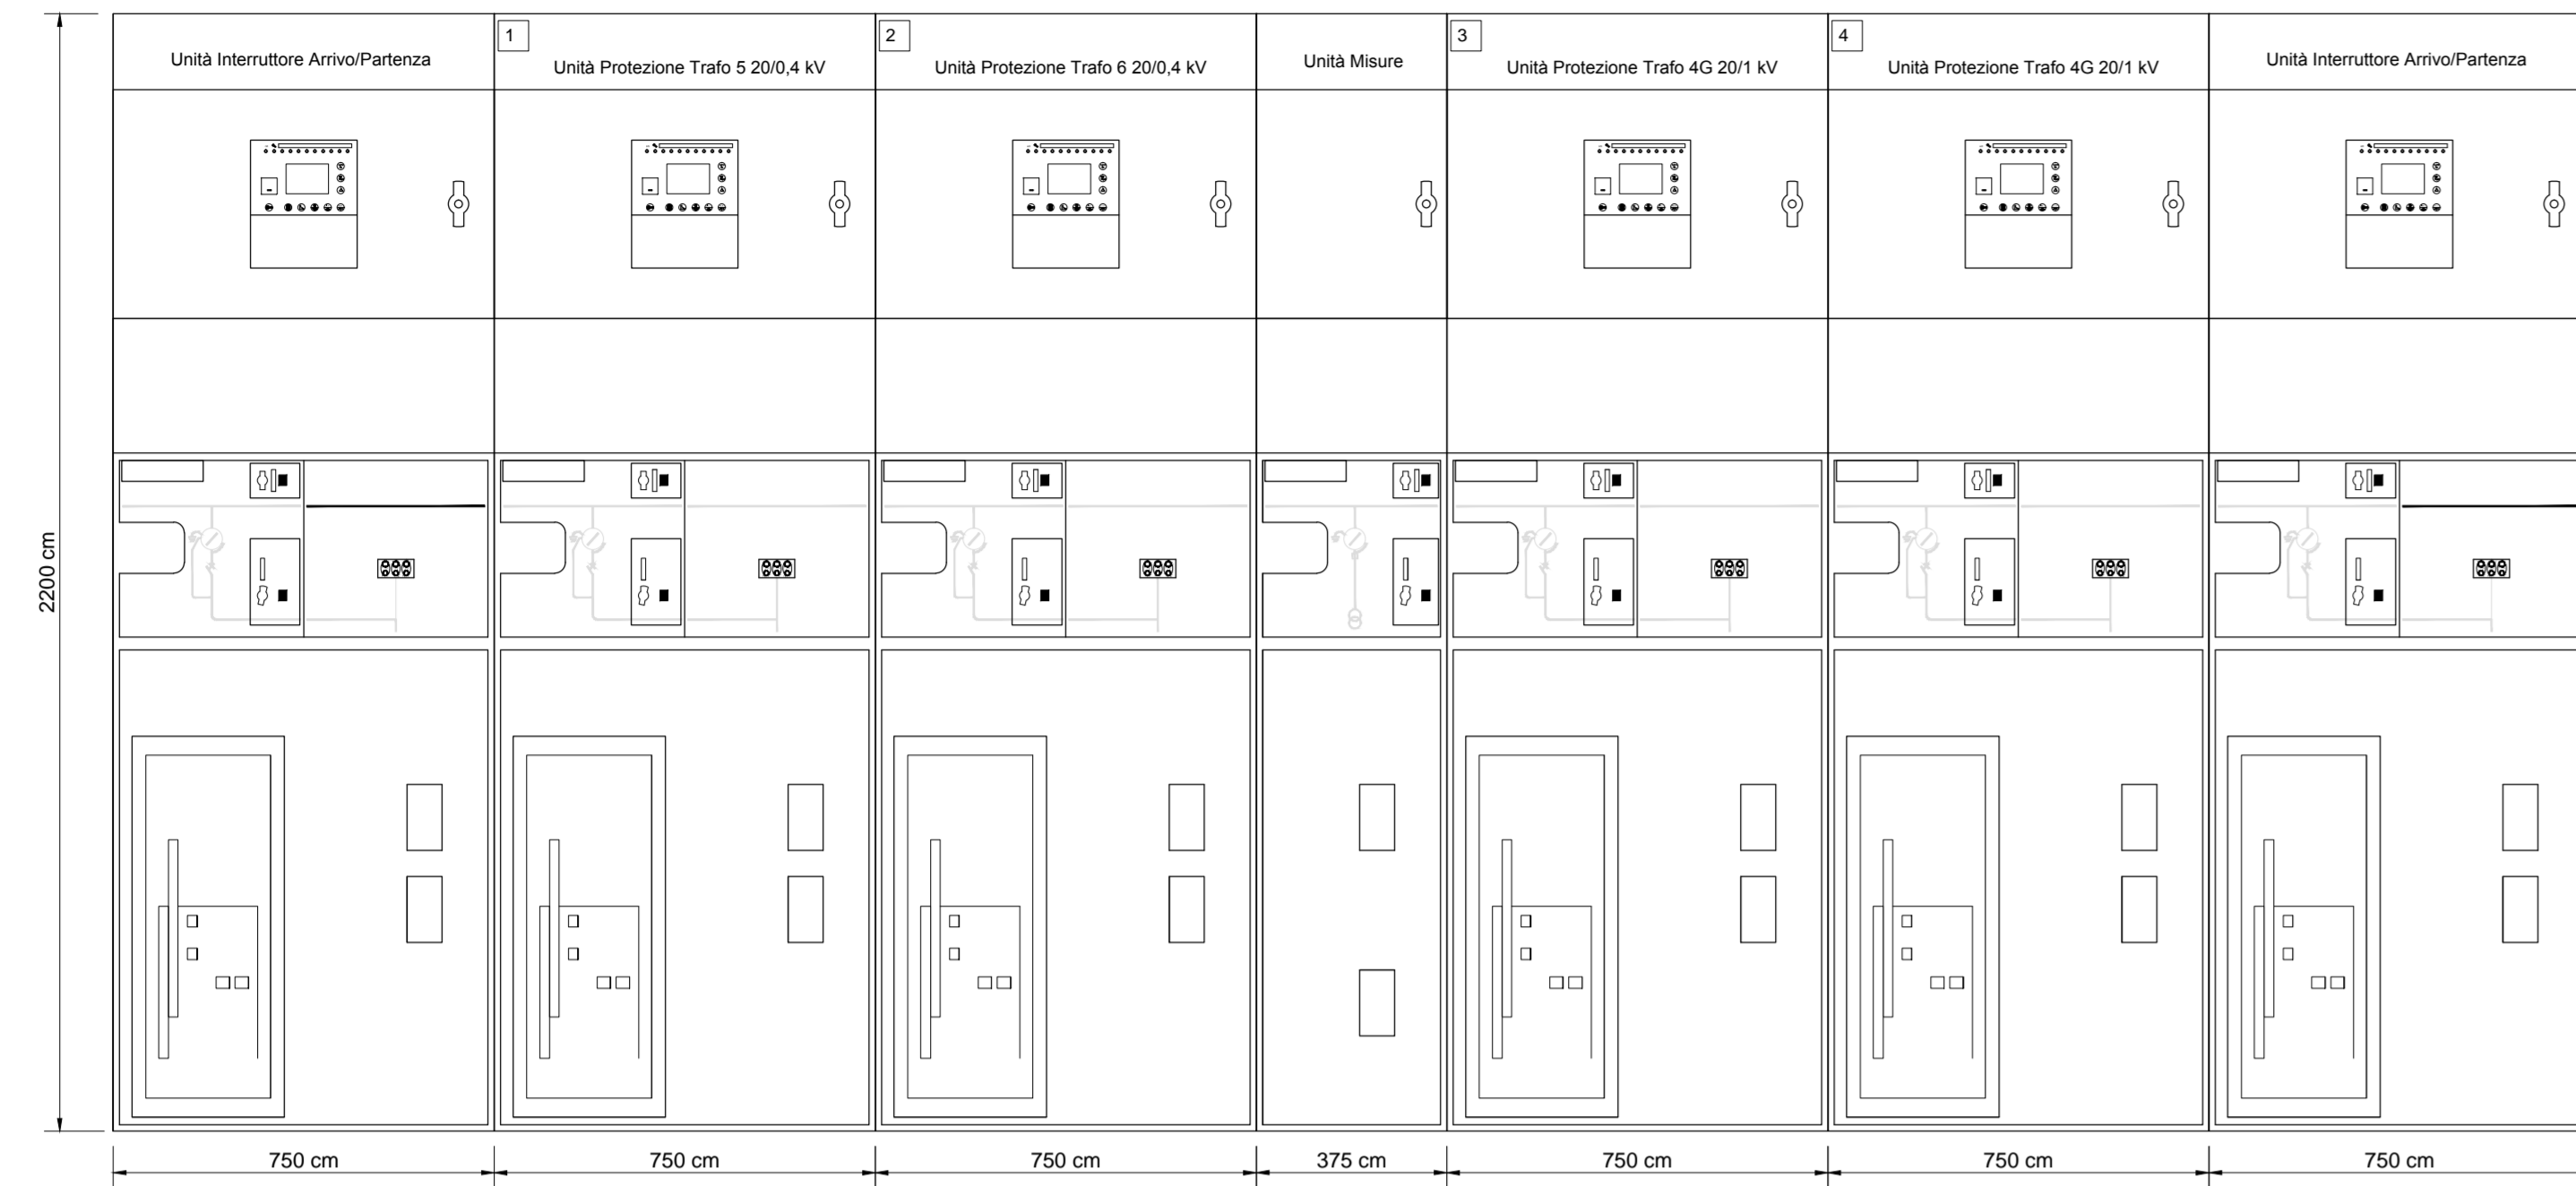 Unità Interruttore Arrivo/Partenza
1
Unità Protezione Trafo 5 20/0,4 kV
2
Unità Protezione Trafo 6 20/0,4 kV
Unità Misure
3
Unità Protezione Trafo 4G 20/1 kV
4
Unità Protezione Trafo 4G 20/1 kV
Unità Interruttore Arrivo/Partenza
2200 cm
750 cm
750 cm
750 cm
375 cm
750 cm
750 cm
750 cm